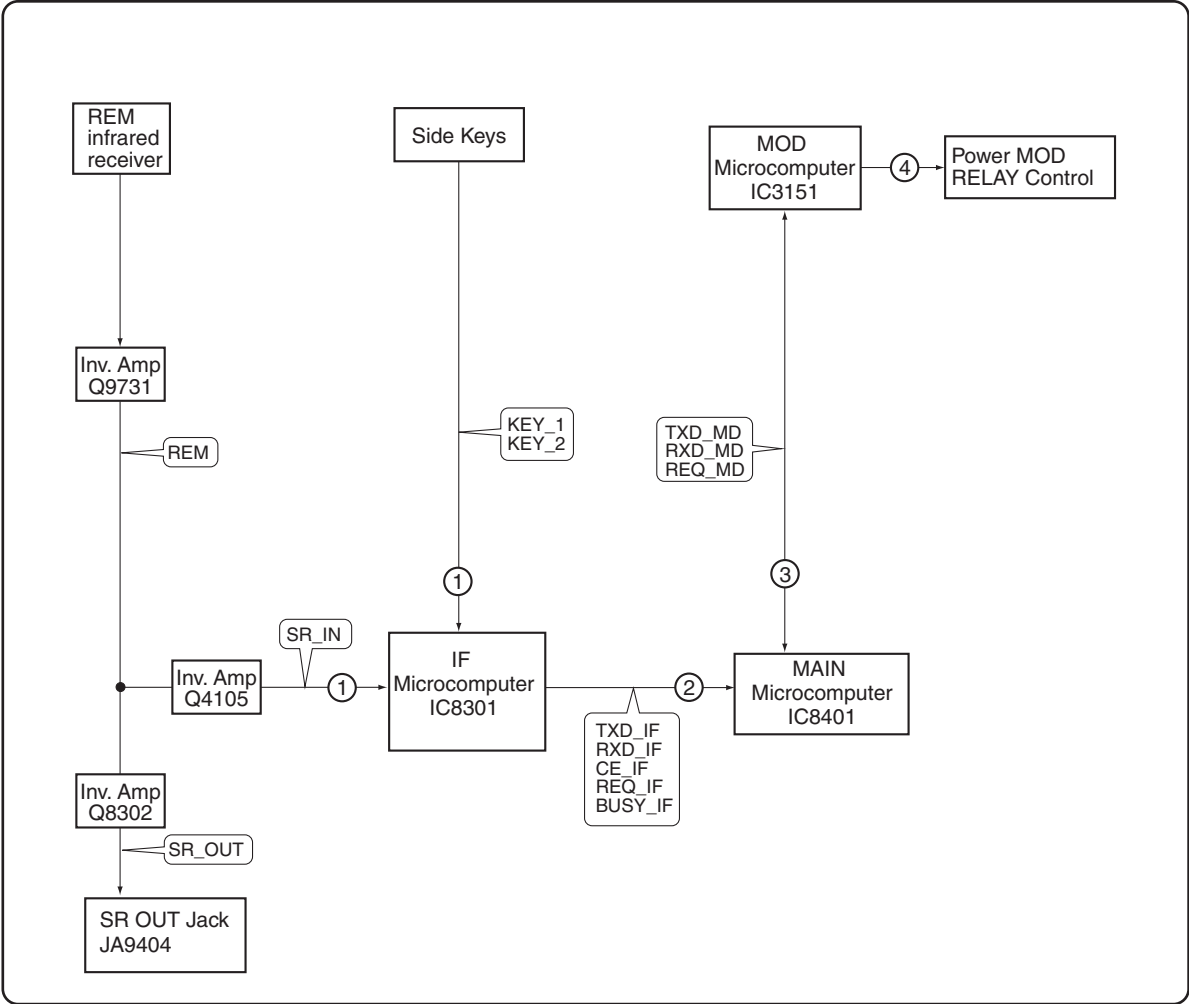 REM
infrared
receiver
Side Keys
MOD
Microcomputer
IC3151
4
Power MOD
RELAY Control
Inv. Amp
Q9731
REM
KEY_1
KEY_2
TXD_MD
RXD_MD
REQ_MD
1
3
SR_IN
Inv. Amp
Q4105
1
IF
Microcomputer
IC8301
2
MAIN
Microcomputer
IC8401
TXD_IF
RXD_IF
CE_IF
REQ_IF
BUSY_IF
Inv. Amp
Q8302
SR_OUT
SR OUT Jack
JA9404